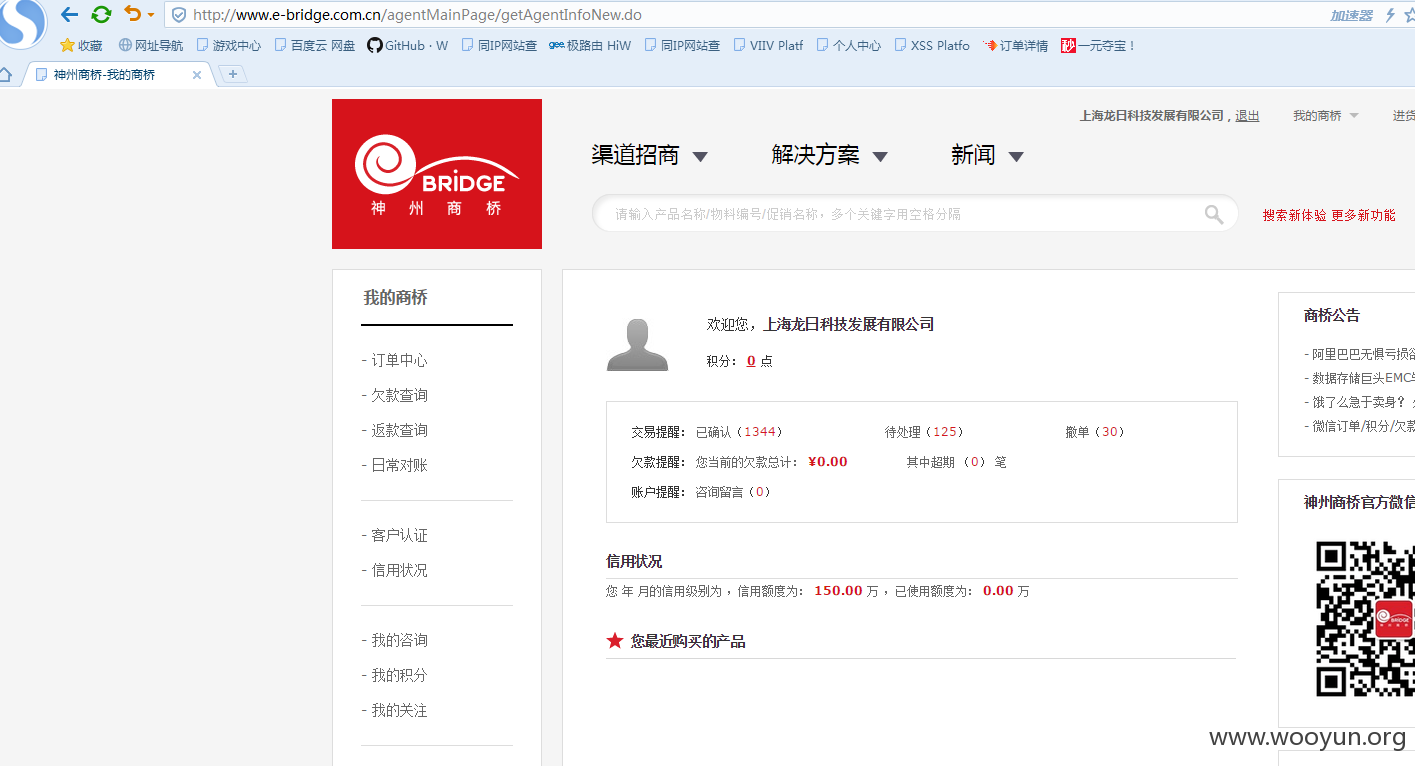 http://www.e-bridge.com.cn/agentMainPage/getAgentInfoNew.do 加速器
收藏 网址导航 游戏中心 百度云 网盘 GitHub · W 同IP网站查 极路由 HiW 同IP网站查 VIIV Platf 个人中心 XSS Platfo 订单详情 秒 一元夺宝！
神州商桥-我的商桥
上海龙日科技发展有限公司，退出 我的商桥 进货
BRIDGE
神州商桥
渠道招商 解决方案 新闻
请输入产品名称/物料编号/促销名称，多个关键字用空格分隔
搜索新体验 更多新功能
我的商桥
- 订单中心
- 欠款查询
- 返款查询
- 日常对账
- 客户认证
- 信用状况
- 我的咨询
- 我的积分
- 我的关注
欢迎您，上海龙日科技发展有限公司
积分： 0 点
交易提醒： 已确认（1344） 待处理（125） 撤单（30）
欠款提醒： 您当前的欠款总计： ¥0.00 其中超期 （0） 笔
账户提醒： 咨询留言（0）
信用状况
您 年 月的信用级别为 ，信用额度为： 150.00 万 ，已使用额度为： 0.00 万
您最近购买的产品
商桥公告
- 阿里巴巴无惧亏损
- 数据存储巨头EMC
- 饿了么急于卖身？
- 微信订单/积分/欠款
神州商桥官方微信
BRIDGE
www.wooyun.org